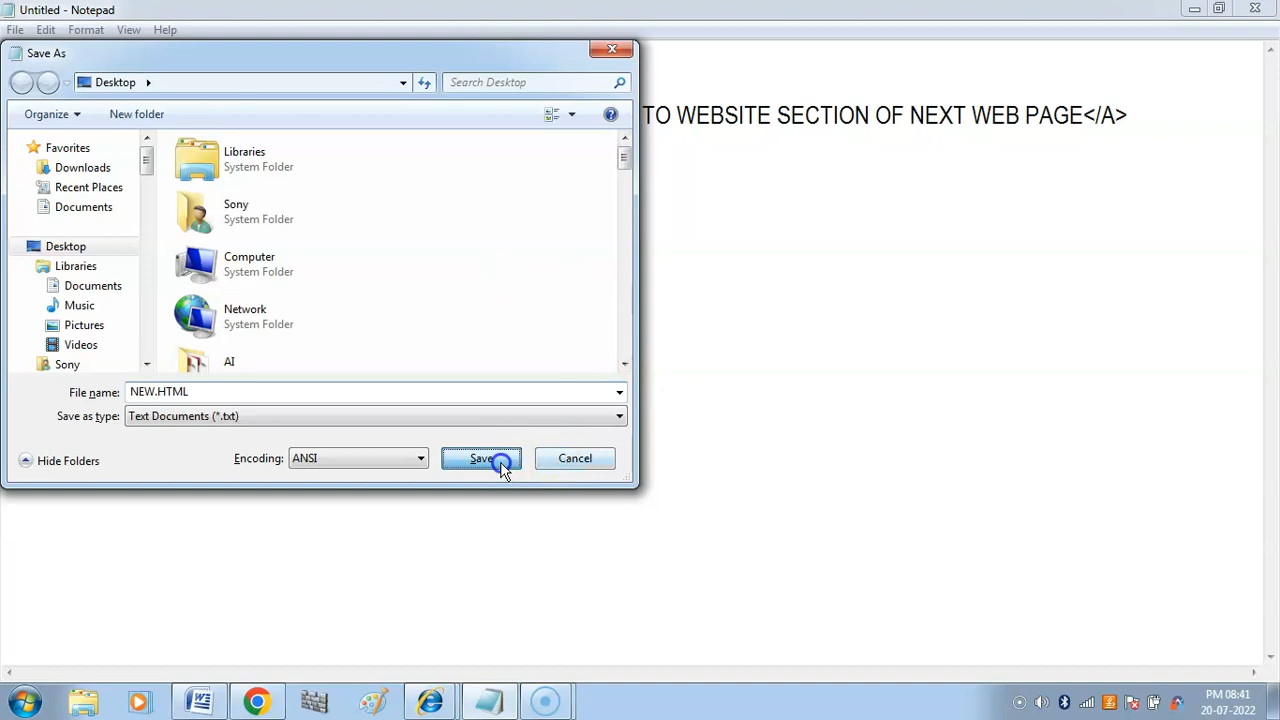 Untitled - Notepad
File Edit Format View Help
Save As
Desktop
Search Desktop
Organize New folder
TO WEBSITE SECTION OF NEXT WEB PAGE</A>
Favorites
Downloads
Recent Places
Documents
Desktop
Libraries
Documents
Music
Pictures
Videos
Sony
Libraries
System Folder
Sony
System Folder
Computer
System Folder
Network
System Folder
AI
File name: NEW.HTML
Save as type: Text Documents (*.txt)
Hide Folders
Encoding: ANSI
Save
Cancel
PM 08:41
20-07-2022